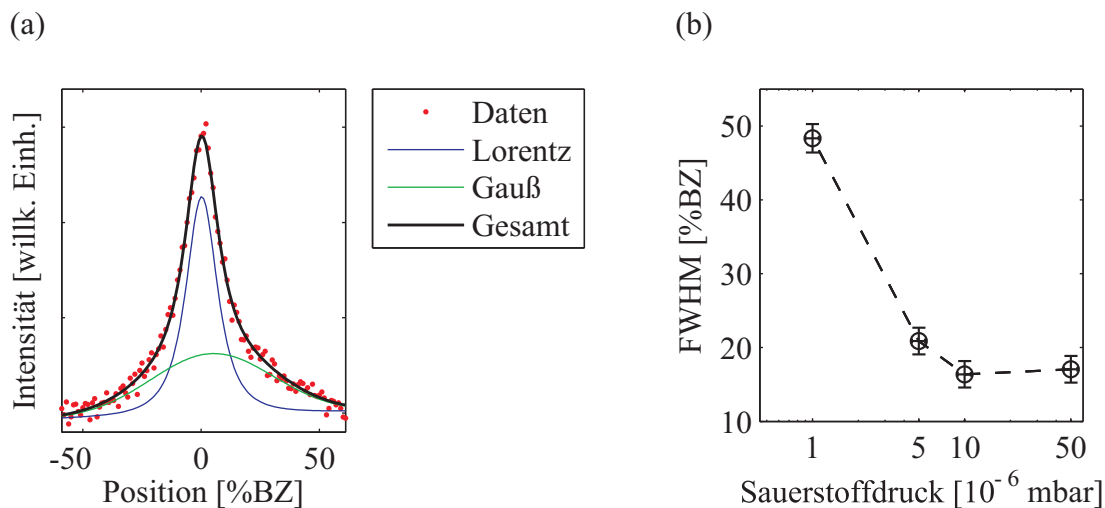 (a)
Intensität [willk. Einh.]
-50
0
50
Position [%BZ]
Daten
Lorentz
Gauß
Gesamt
(b)
FWHM [%BZ]
50
40
30
20
10
1
5
10
50
Sauerstoffdruck [10⁻⁶ mbar]